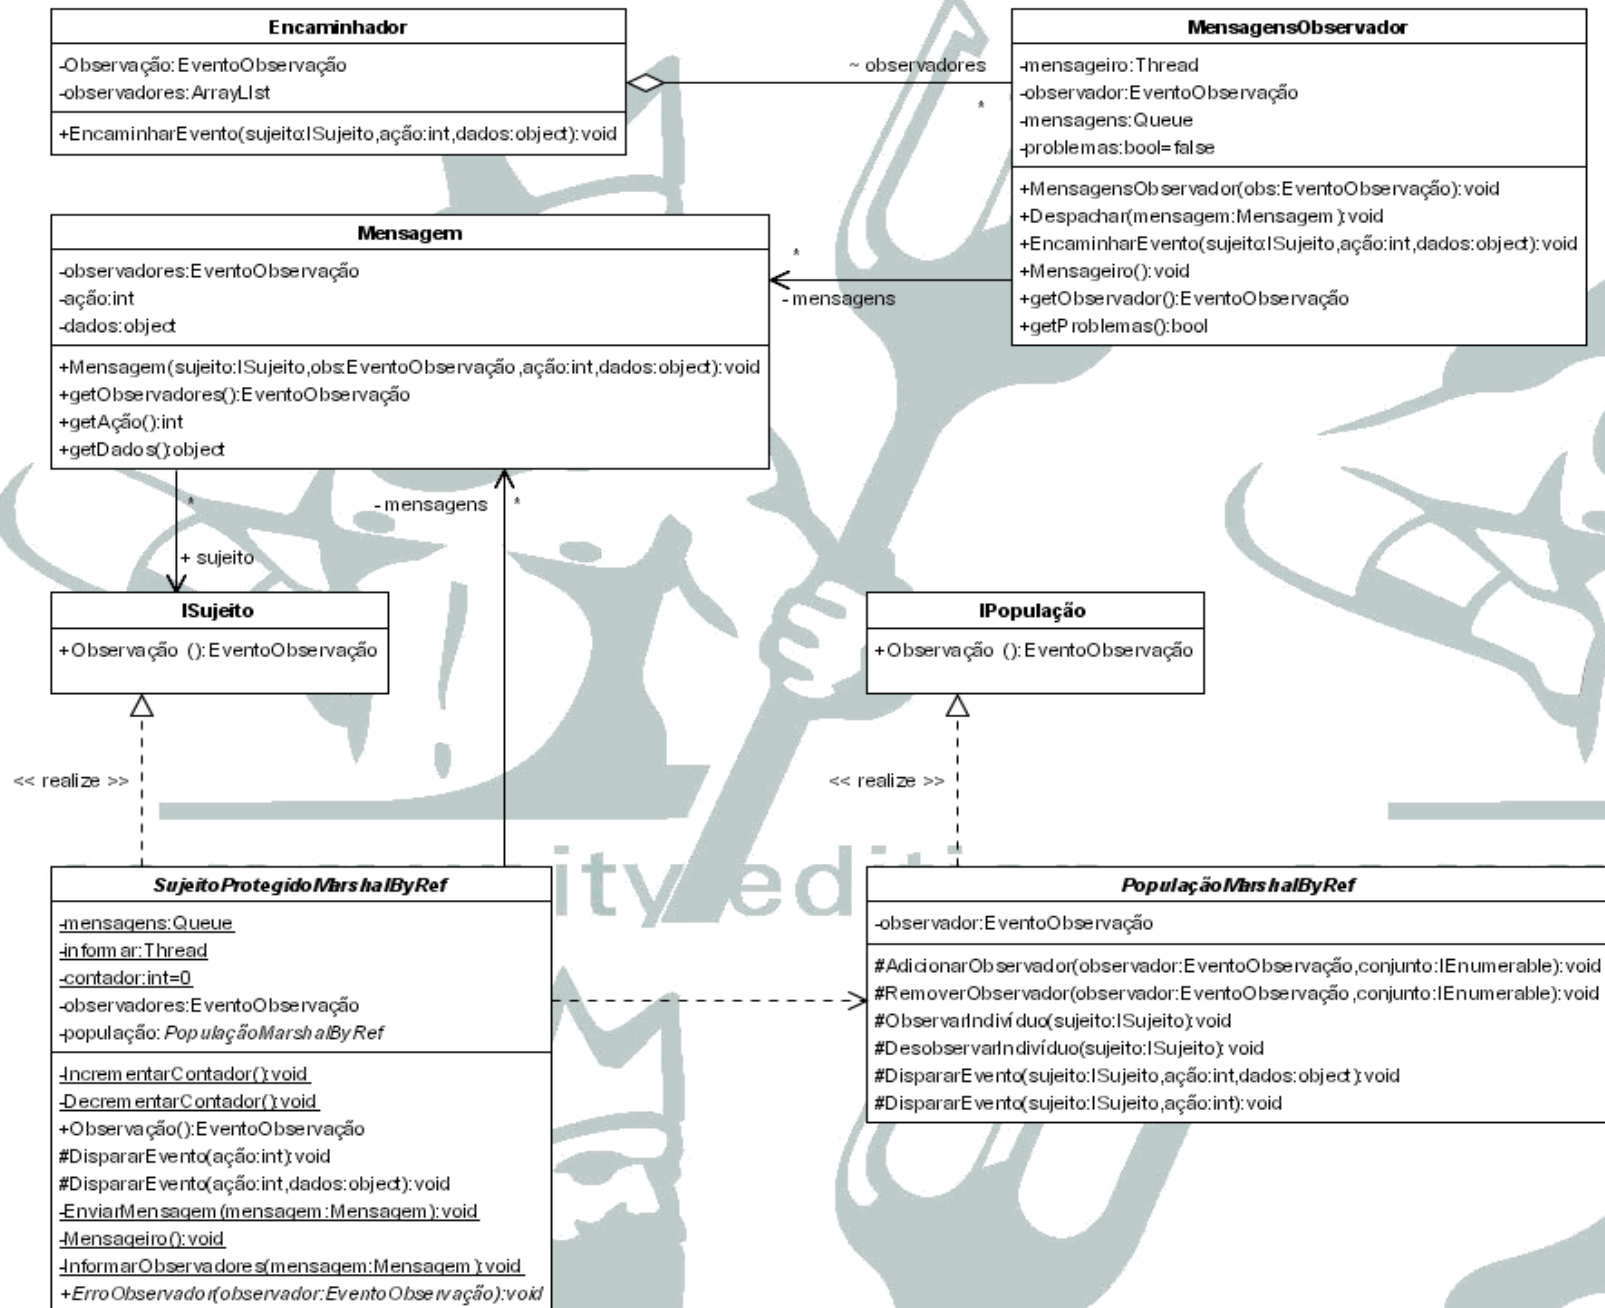 Encaminhador
-Observação:EventoObservação
-observadores:ArrayLIst
+EncaminharEvento(sujeito:ISujeito,ação:int,dados:object):void
~ observadores
*
MensagensObservador
-mensageiro:Thread
-observador:EventoObservação
-mensagens:Queue
-problemas:bool=false
+MensagensObservador(obs:EventoObservação):void
+Despachar(mensagem:Mensagem):void
+EncaminharEvento(sujeito:ISujeito,ação:int,dados:object):void
+Mensageiro():void
+getObservador():EventoObservação
+getProblemas():bool
Mensagem
-observadores:EventoObservação
-ação:int
-dados:object
+Mensagem(sujeito:ISujeito,obs:EventoObservação,ação:int,dados:object):void
+getObservadores():EventoObservação
+getAção():int
+getDados():object
*
- mensagens
*
- mensagens
*
+ sujeito
ISujeito
+Observação ():EventoObservação
IPopulação
+Observação ():EventoObservação
<< realize >>
<< realize >>
ity edition
SujeitoProtegidoMarshalByRef
-mensagens:Queue
-informar:Thread
-contador:int=0
-observadores:EventoObservação
-população:PopulaçãoMarshalByRef
-IncrementarContador():void
-DecrementarContador():void
+Observação():EventoObservação
#DispararEvento(ação:int):void
#DispararEvento(ação:int,dados:object):void
-EnviarMensagem(mensagem:Mensagem):void
-Mensageiro():void
-InformarObservadores(mensagem:Mensagem):void
+ErroObservador(observador:EventoObservação):void
PopulaçãoMarshalByRef
-observador:EventoObservação
#AdicionarObservador(observador:EventoObservação,conjunto:IEnumerable):void
#RemoverObservador(observador:EventoObservação,conjunto:IEnumerable):void
#ObservarIndivíduo(sujeito:ISujeito):void
#DesobservarIndivíduo(sujeito:ISujeito):void
#DispararEvento(sujeito:ISujeito,ação:int,dados:object):void
#DispararEvento(sujeito:ISujeito,ação:int):void